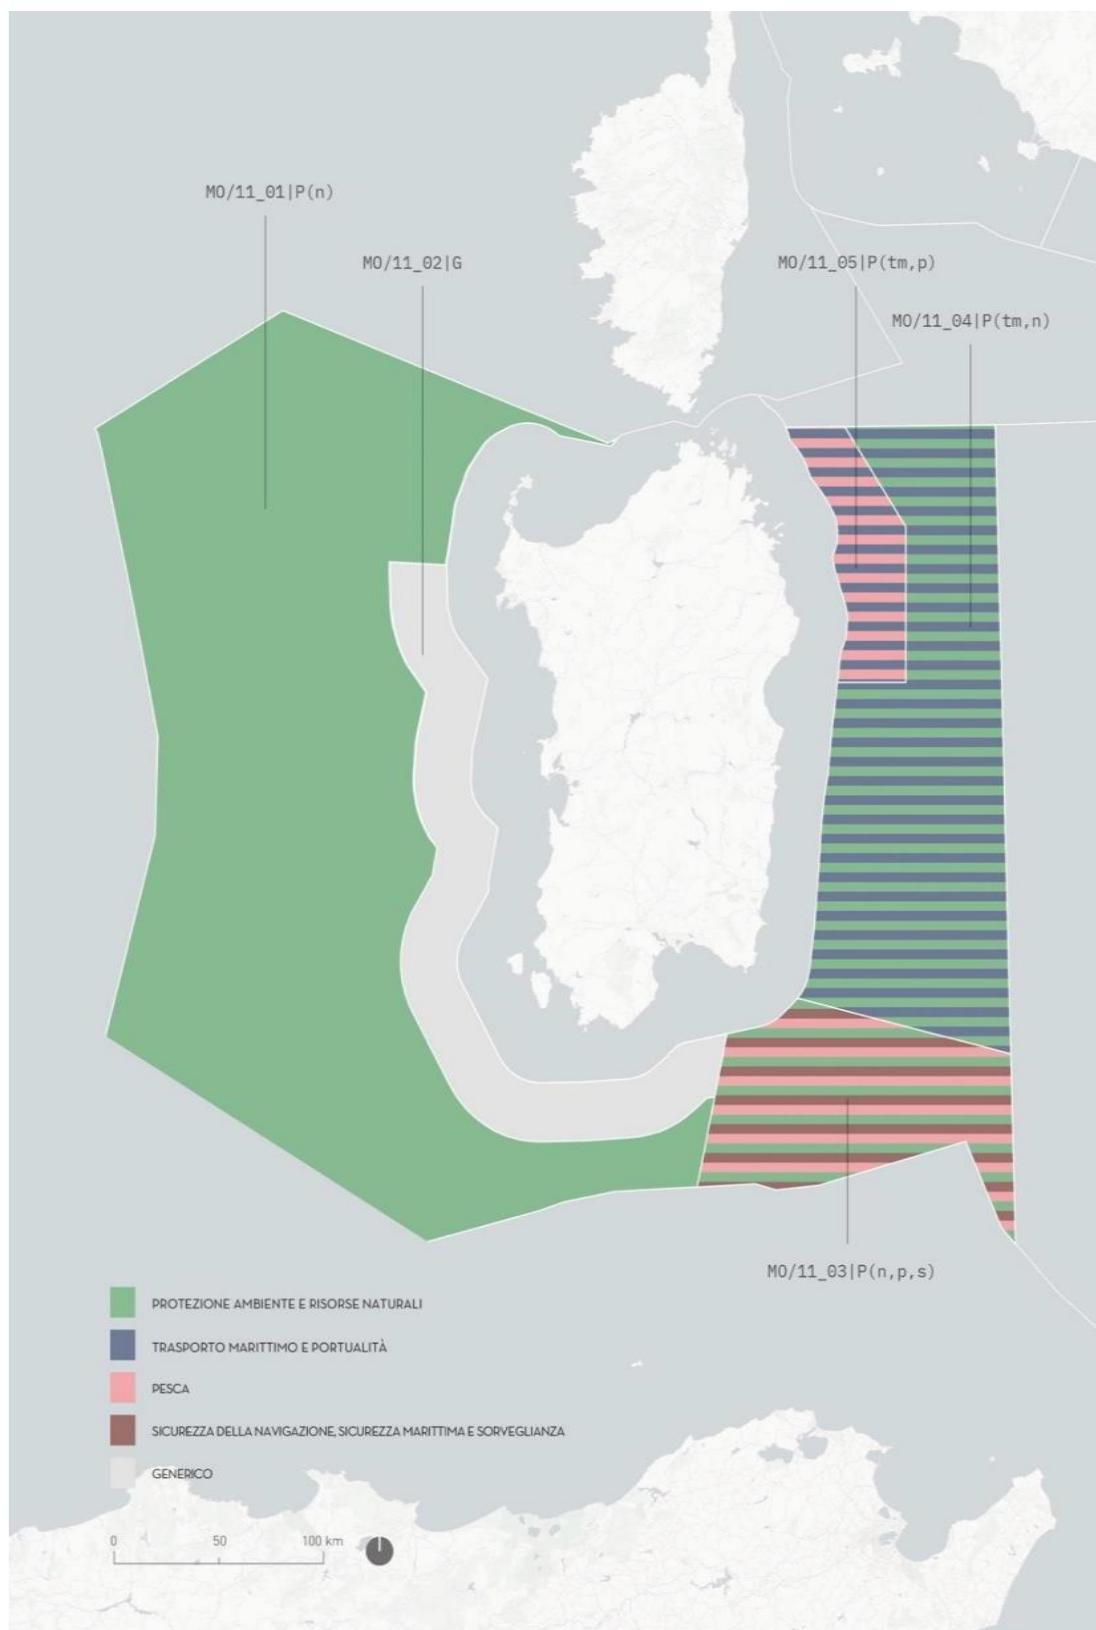 MO/11_01|P(n)
MO/11_02|G
MO/11_05|P(tm,p)
MO/11_04|P(tm,n)
MO/11_03|P(n,p,s)
PROTEZIONE AMBIENTE E RISORSE NATURALI
TRASPORTO MARITTIMO E PORTUALITÀ
PESCA
SICUREZZA DELLA NAVIGAZIONE, SICUREZZA MARITTIMA E SORVEGLIANZA
GENERICO
0 50 100 km